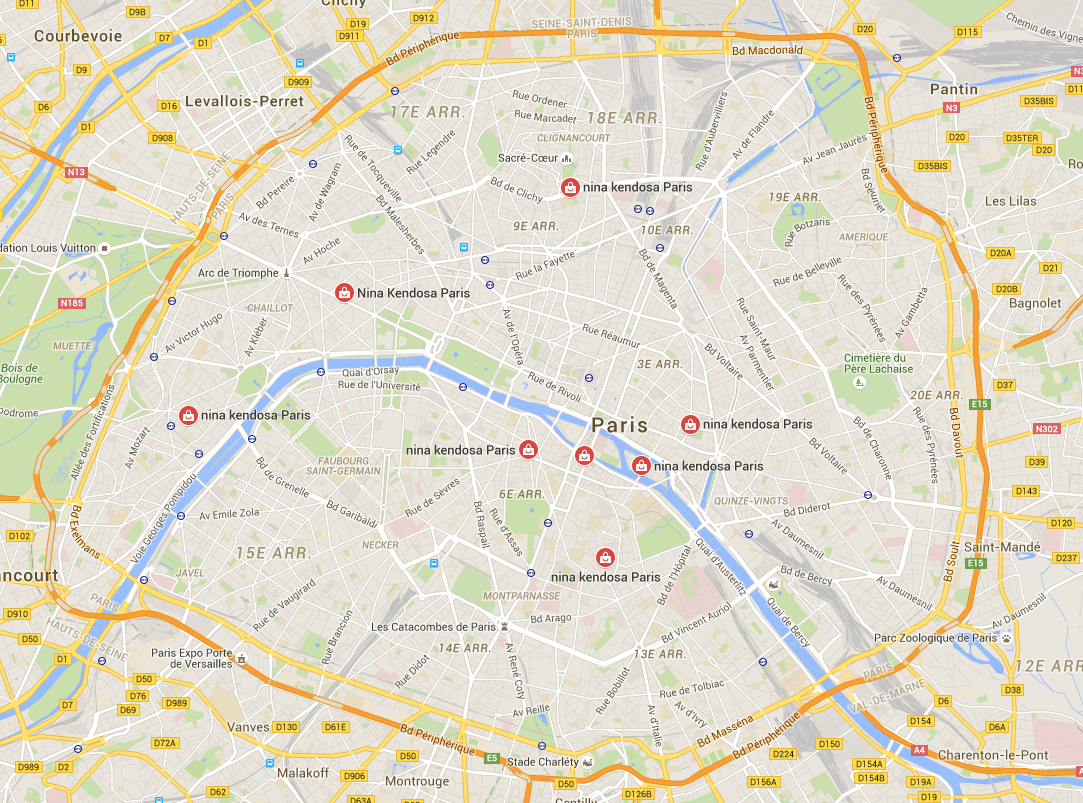 D11
D9B
Clichy
D19
D912
D911
SEINE-SAINT-DENIS
PARIS
Bd Périphérique
Bd Macdonald
D20
D115
Chemin des Vignes
Courbevoie
D7
D1
D9
D909
D6
D16
Levallois-Perret
D1
D908
17E ARR.
Rue Ordener
Rue Marcader
18E ARR.
CLIGNANCOURT
Rue d'Aubervilliers
Av de Flandre
Bd Périphérique
Pantin
N3
D35BIS
D20
D35TER
D20
D35BIS
N13
HAUTS-DE-SEINE
PARIS
Bd Pereire
Av de Wagram
Rue de Tocqueville
Rue Legendre
Bd Malesherbes
Sacré-Cœur
Bd de Clichy
nina kendosa Paris
Av Jean Jaurès
Bd Sérurier
19E ARR.
Les Lilas
Av des Ternes
Av Hoche
9E ARR.
10E ARR.
Rue Botzaris
AMÉRIQUE
dation Louis Vuitton
Arc de Triomphe
Rue la Fayette
Bd de Magenta
Rue de Belleville
D20A
D21
D20B
Bagnolet
N185
Nina Kendosa Paris
CHAILLOT
Av Victor Hugo
Av Kléber
MUETTE
Av de l'Opéra
Rue Réaumur
3E ARR.
Rue Saint-Maur
Av Parmentier
Bd Voltaire
Rue des Pyrénées
Av Gambetta
Bois de
Boulogne
Quai d'Orsay
Rue de l'Université
Rue de Rivoli
Cimetière du
Père Lachaise
20E ARR.
D37
E15
N302
Allée des Fortifications
nina kendosa Paris
Av Mozart
nina kendosa Paris
Paris
nina kendosa Paris
nina kendosa Paris
Bd Voltaire
Bd de Charonne
Rue des Pyrénées
Bd Davout
D39
Voie Georges Pompidou
Bd de Grenelle
FAUBOURG
SAINT-GERMAIN
Rue de Sèvres
6E ARR.
QUINZE-VINGTS
Bd Diderot
D143
D120
Bd Exelmans
D102
Av Emile Zola
Bd Garibaldi
Bd Raspail
Rue d'Assas
Av Daumesnil
Saint-Mandé
D237
15E ARR.
NECKER
Bd de l'Hôpital
Quai d'Austerlitz
Bd Soult
E15
JAVEL
nina kendosa Paris
Bd de Bercy
Av Daumesnil
PARIS
D910
HAUTS-DE-SEINE
Rue de Vaugirard
MONTPARNASSE
Bd Arago
Bd Vincent Auriol
Quai de Bercy
Av Daumesnil
D50
Rue Brancion
Les Catacombes de Paris
Parc Zoologique de Paris
D1
Paris Expo Porte
de Versailles
14E ARR.
13E ARR.
12E ARR.
D50
D76
D69
D989
D7
Rue Didot
Av René Coty
Rue Bobillot
Rue de Tolbiac
PARIS
VAL-DE-MARNE
D38
D6
Vanves
D130
D61E
Av Reille
Av d'Italie
Av d'Ivry
Bd Masséna
Bd Périphérique
D154
D6A
D72A
Bd Périphérique
D50
E5
Stade Charléty
D224
D150
A4
Charenton-le-Pont
D989
D2
Malakoff
D906
Montrouge
D50
D156A
D154A
D154B
D19A
D19
D62
D63A
Gentilly
D126B